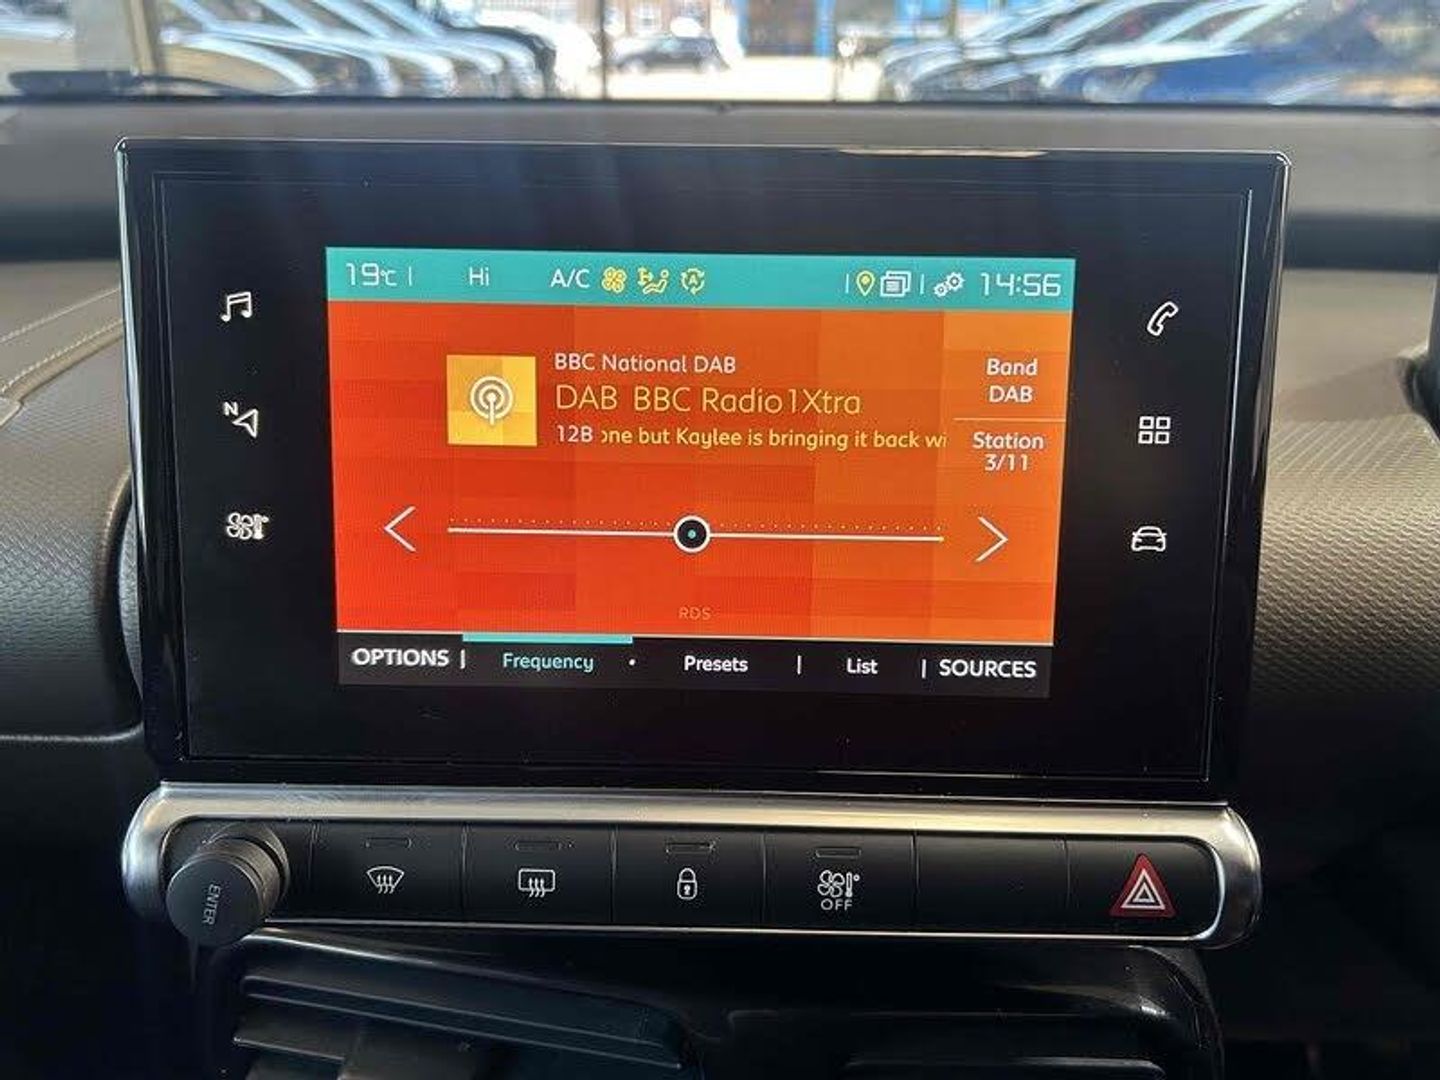 19°C | Hi A/C | | 14:56
N
BBC National DAB
DAB BBC Radio 1Xtra
12B one but Kaylee is bringing it back wi
Band
DAB
Station
3/11
RDS
OPTIONS | Frequency • Presets | List | SOURCES
ENTER
OFF